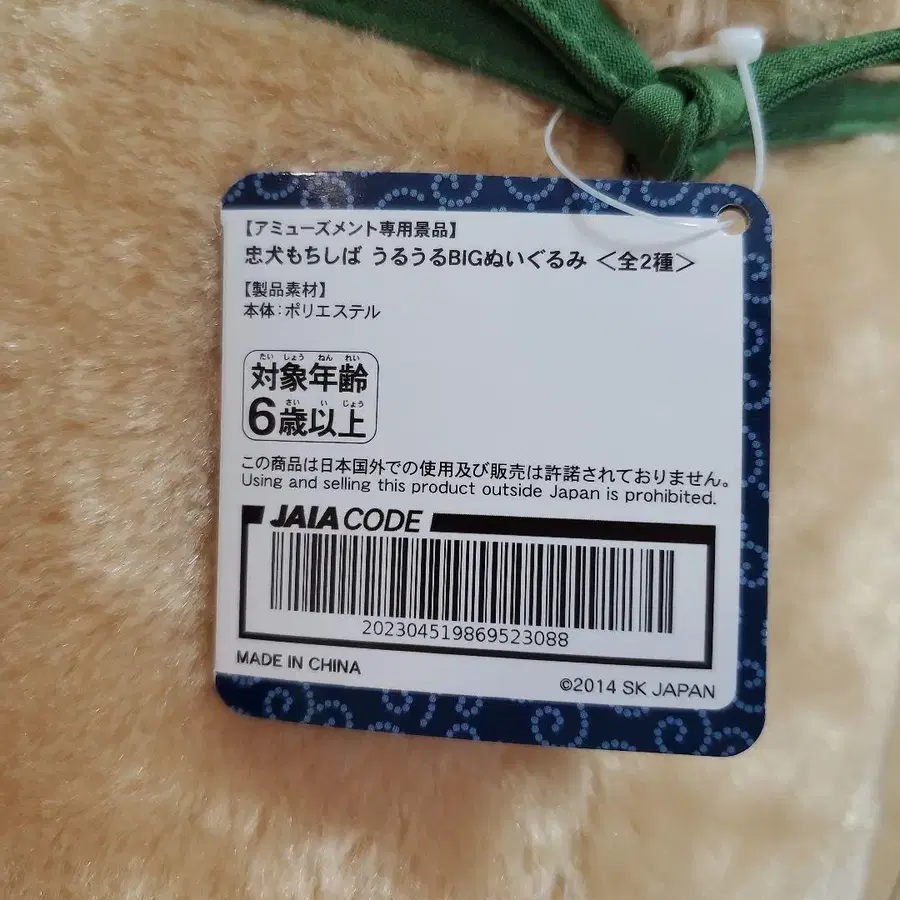 【アミューズメント専用景品】
忠犬もちしば うるうるBIGぬいぐるみ <全2種>
【製品素材】
本体:ポリエステル
たい しょう ねん れい
対象年齢
さい い じょう
6歳以上
この商品は日本国外での使用及び販売は許諾されておりません。
Using and selling this product outside Japan is prohibited.
JAIA CODE
202304519869523088
MADE IN CHINA
©2014 SK JAPAN